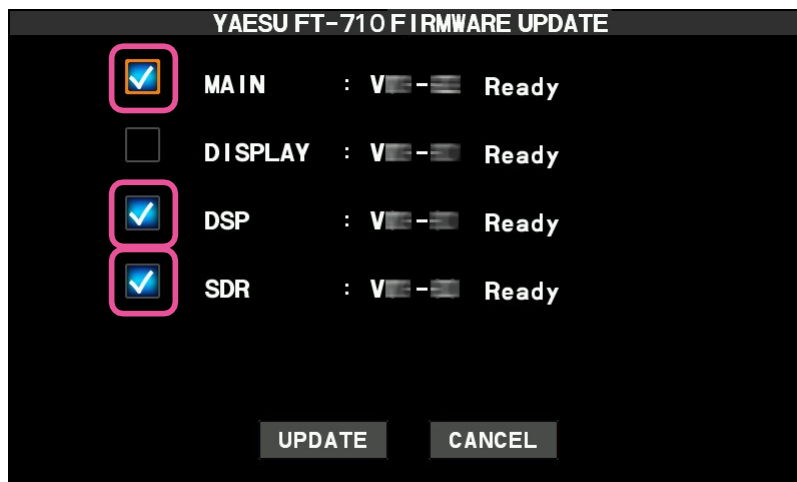 YAESU FT-710 FIRMWARE UPDATE
MAIN : V - Ready
DISPLAY : V - Ready
DSP : V - Ready
SDR : V - Ready
UPDATE CANCEL